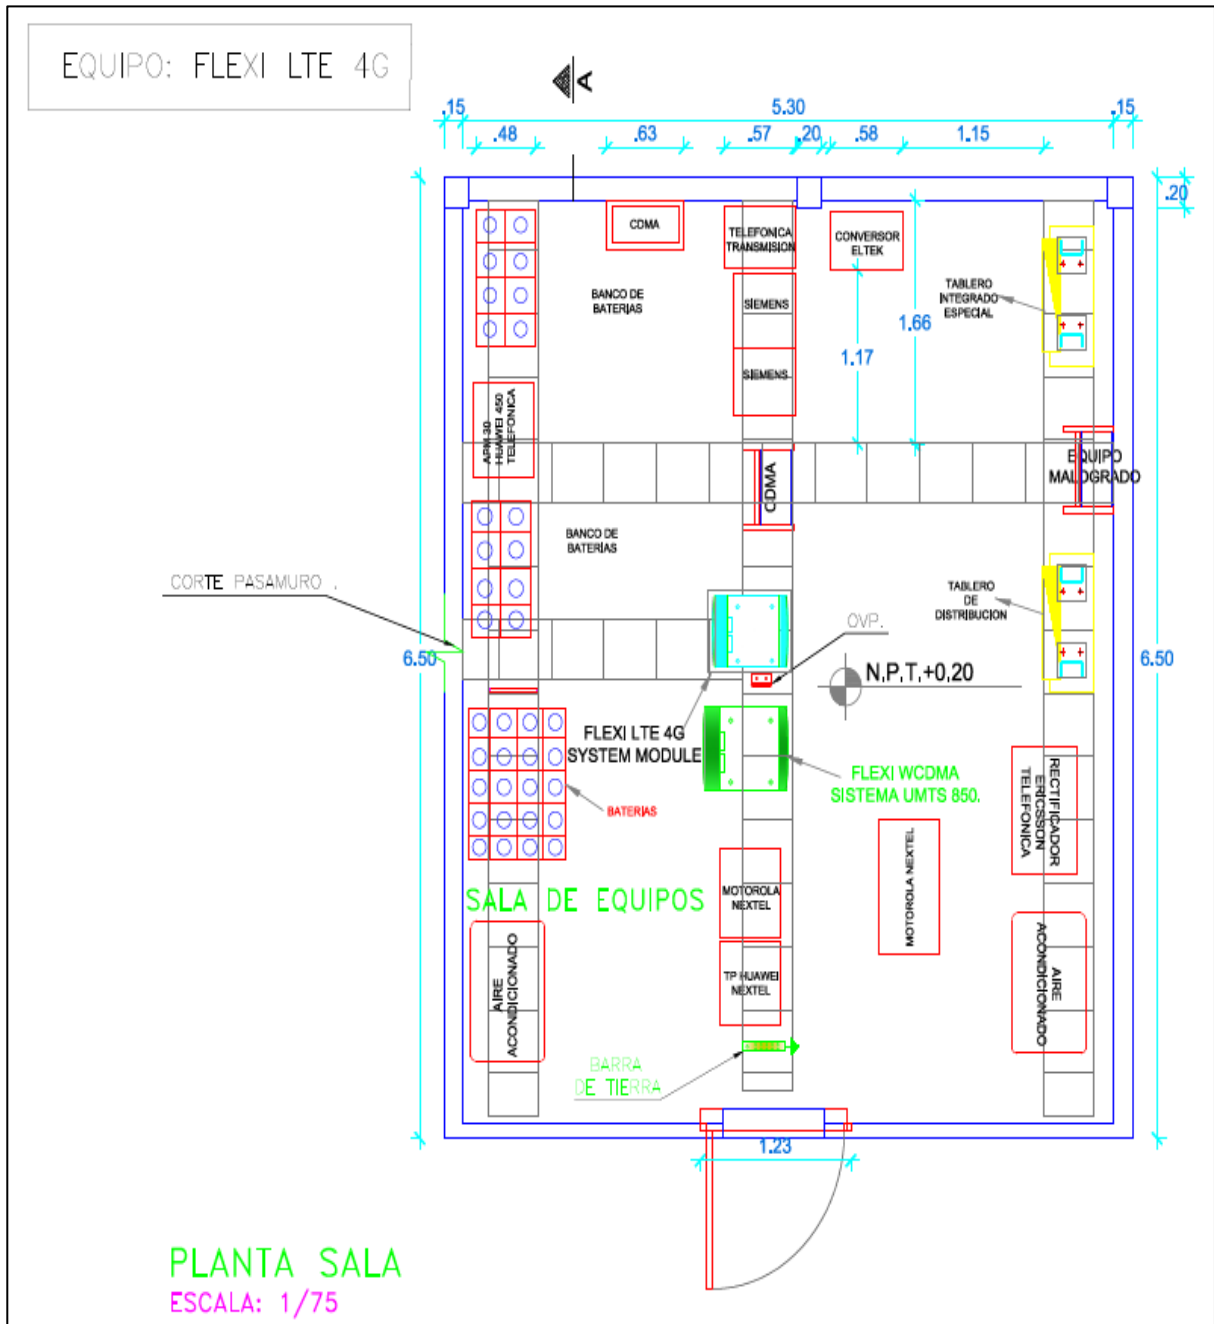 EQUIPO: FLEXI LTE 4G
A
.15
5.30
.15
.48
.63
.57
.20
.58
1.15
.20
CDMA
TELEFONICA
TRANSMISION
CONVERSOR
ELTEK
BANCO DE
BATERIAS
SIEMENS
TABLERO
INTEGRADO
ESPECIAL
1.66
1.17
SIEMENS
APM 30
HUAWEI 450
TELEFONICA
CDMA
EQUIPO
MALOGRADO
BANCO DE
BATERÍAS
CORTE PASAMURO .
TABLERO
DE
DISTRIBUCION
OVP.
6.50
6.50
N.P.T.+0,20
FLEXI LTE 4G
SYSTEM MODULE
FLEXI WCDMA
SISTEMA UMTS 850.
BATERIAS
RECTIFICADOR
ERICSSON
TELEFONICA
MOTOROLA NEXTEL
MOTOROLA
NEXTEL
SALA DE EQUIPOS
AIRE
ACONDICIONADO
TP HUAWEI
NEXTEL
AIRE
ACONDICIONADO
BARRA
DE TIERRA
1.23
PLANTA SALA
ESCALA: 1/75